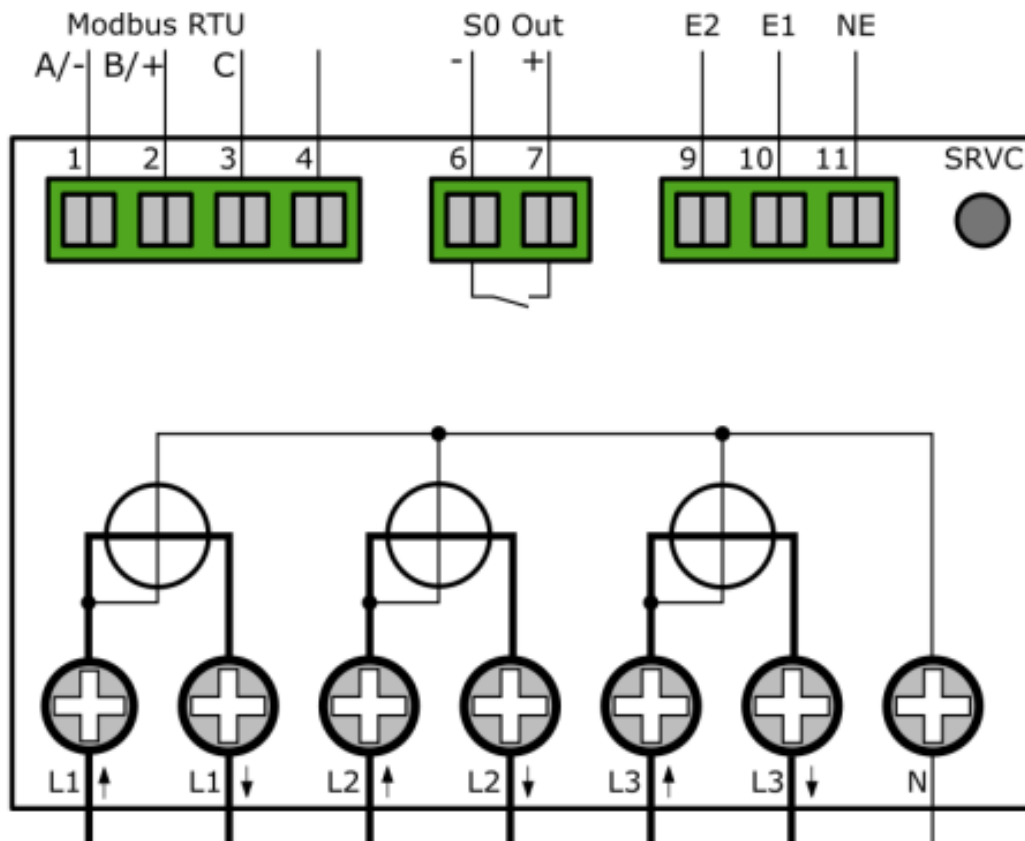 Modbus RTU S0 Out E2 E1 NE
A/- B/+ C - +
1 2 3 4 6 7 9 10 11 SRVC
L1 L1 L2 L2 L3 L3 N